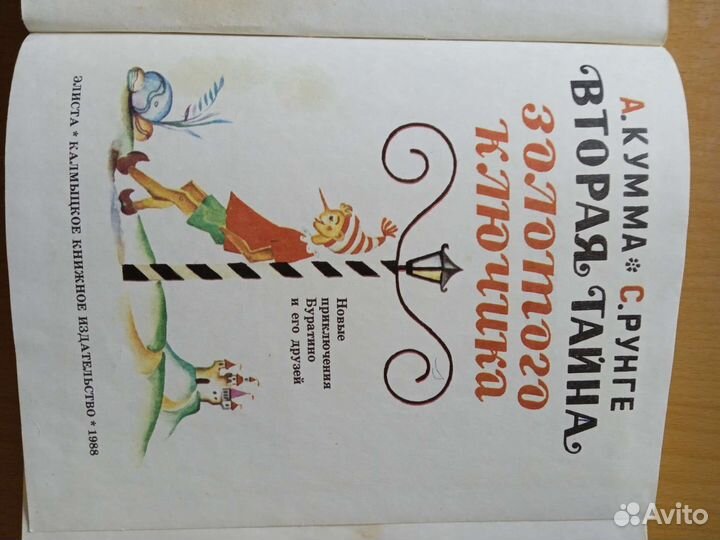 А. КУММА * С. РУНГЕ
ВТОРАЯ ТАЙНА
ЗОЛОТОГО
КЛЮЧИКА
Новые
приключения
Буратино
и его друзей
ЭЛИСТА * КАЛМЫЦКОЕ КНИЖНОЕ ИЗДАТЕЛЬСТВО * 1988
Avito